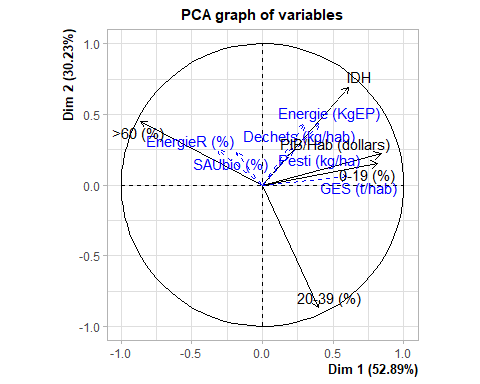 PCA graph of variables
Dim 2 (30.23%)
1.0
0.5
0.0
-0.5
-1.0
IDH
Energie (KgEP)
>60 (%)
EnergieR (%)
Dechets (kg/hab)
PIB/Hab (dollars)
SAUbio (%)
Pesti (kg/ha)
0-19 (%)
GES (t/hab)
20-39 (%)
-1.0 -0.5 0.0 0.5 1.0
Dim 1 (52.89%)